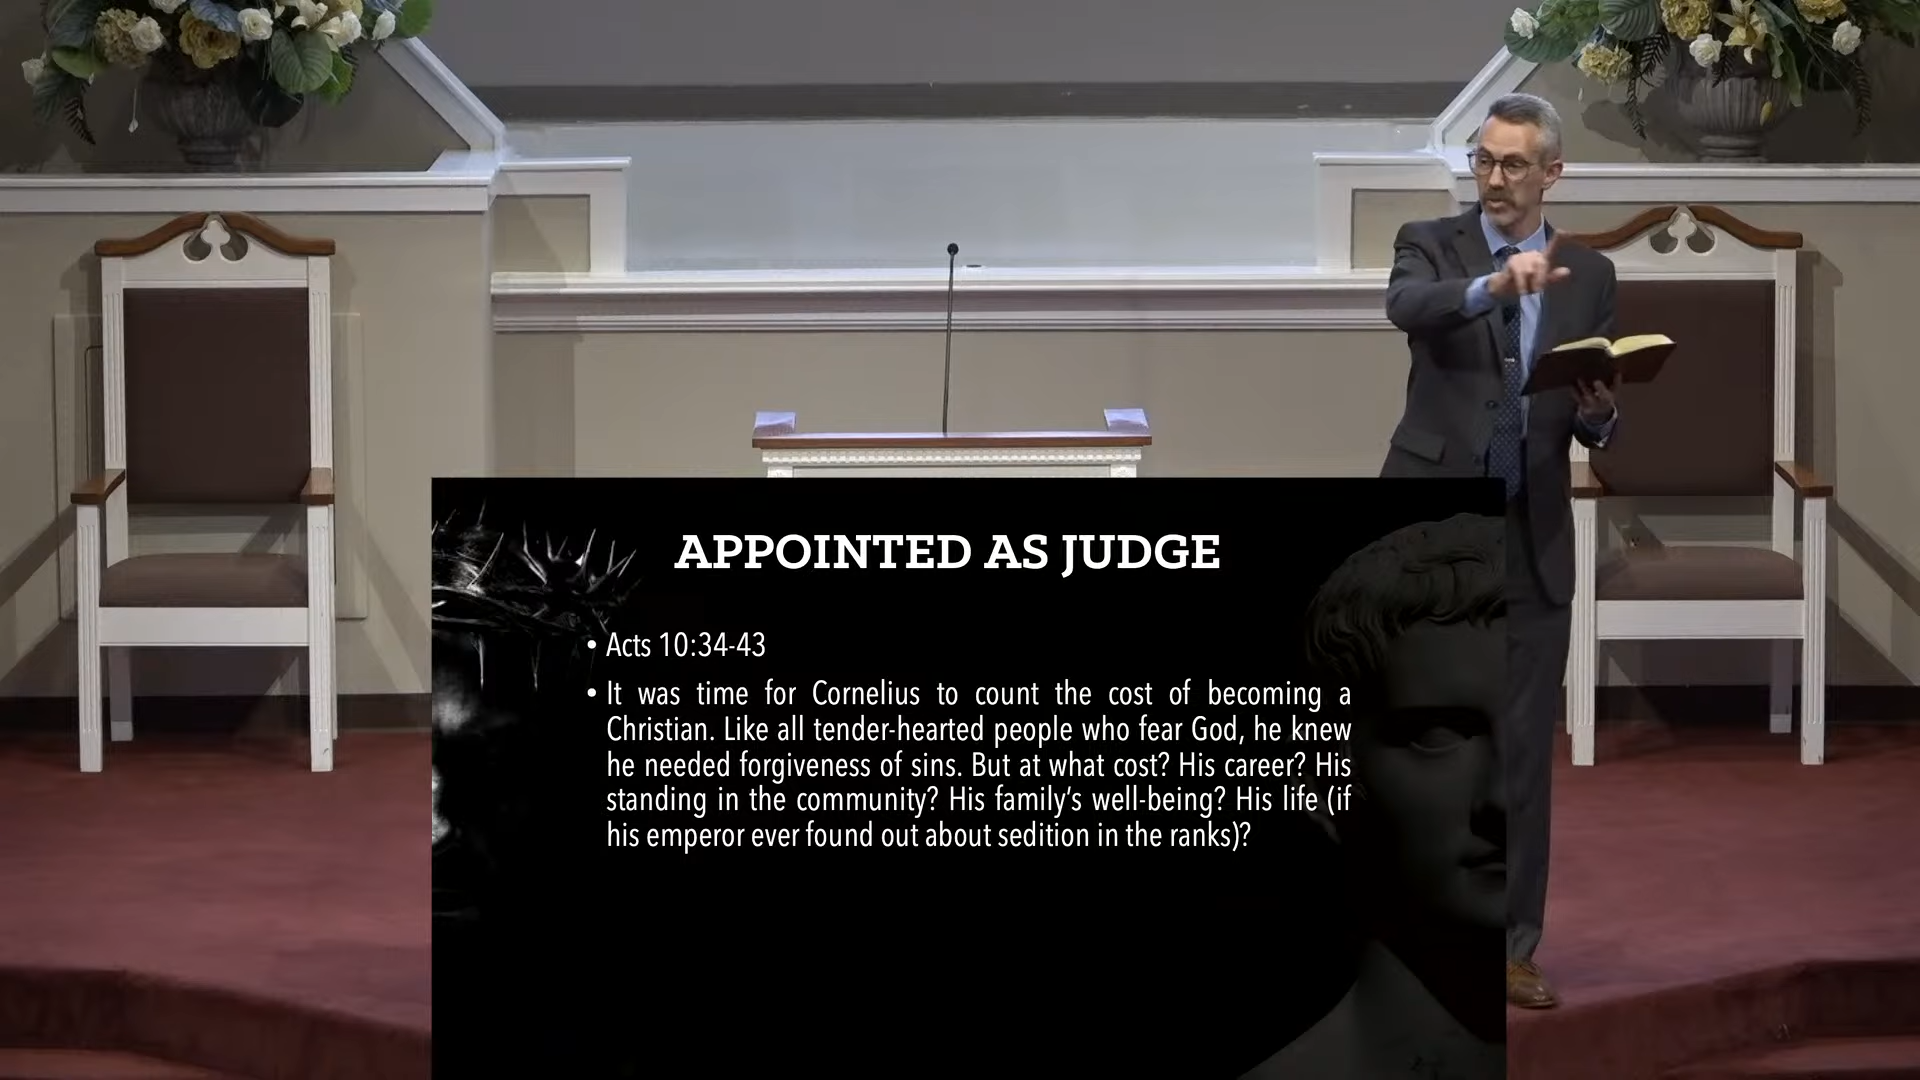 APPOINTED AS JUDGE
• Acts 10:34-43
• It was time for Cornelius to count the cost of becoming a
Christian. Like all tender-hearted people who fear God, he knew
he needed forgiveness of sins. But at what cost? His career? His
standing in the community? His family’s well-being? His life (if
his emperor ever found out about sedition in the ranks)?